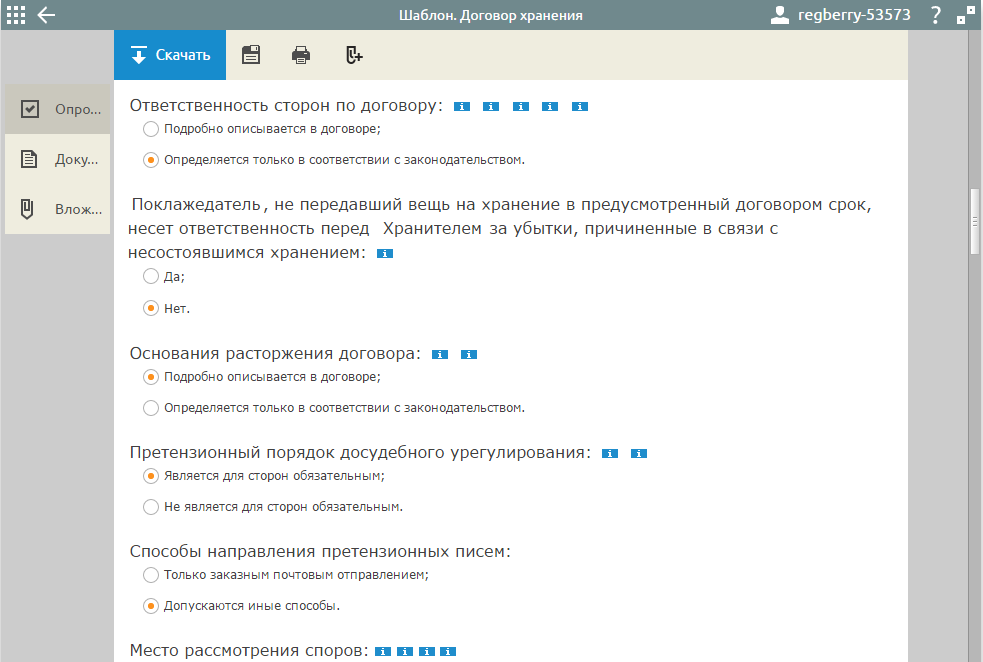 Шаблон. Договор хранения
regberry-53573
?
Скачать
Опро...
Доку...
Влож...
Ответственность сторон по договору: i i i i i
Подробно описывается в договоре;
Определяется только в соответствии с законодательством.
Поклажедатель, не передавший вещь на хранение в предусмотренный договором срок,
несет ответственность перед Хранителем за убытки, причиненные в связи с
несостоявшимся хранением: i
Да;
Нет.
Основания расторжения договора: i i
Подробно описывается в договоре;
Определяется только в соответствии с законодательством.
Претензионный порядок досудебного урегулирования: i i
Является для сторон обязательным;
Не является для сторон обязательным.
Способы направления претензионных писем:
Только заказным почтовым отправлением;
Допускаются иные способы.
Место рассмотрения споров: i i i i